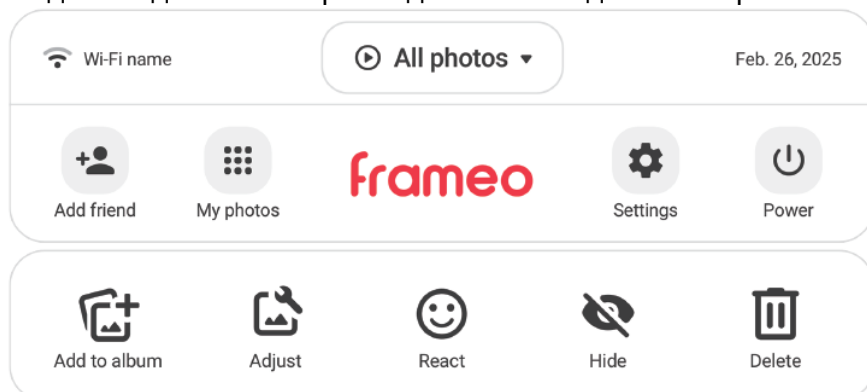 Wi-Fi name
All photos
Feb. 26, 2025
Add friend
My photos
frameo
Settings
Power
Add to album
Adjust
React
Hide
Delete